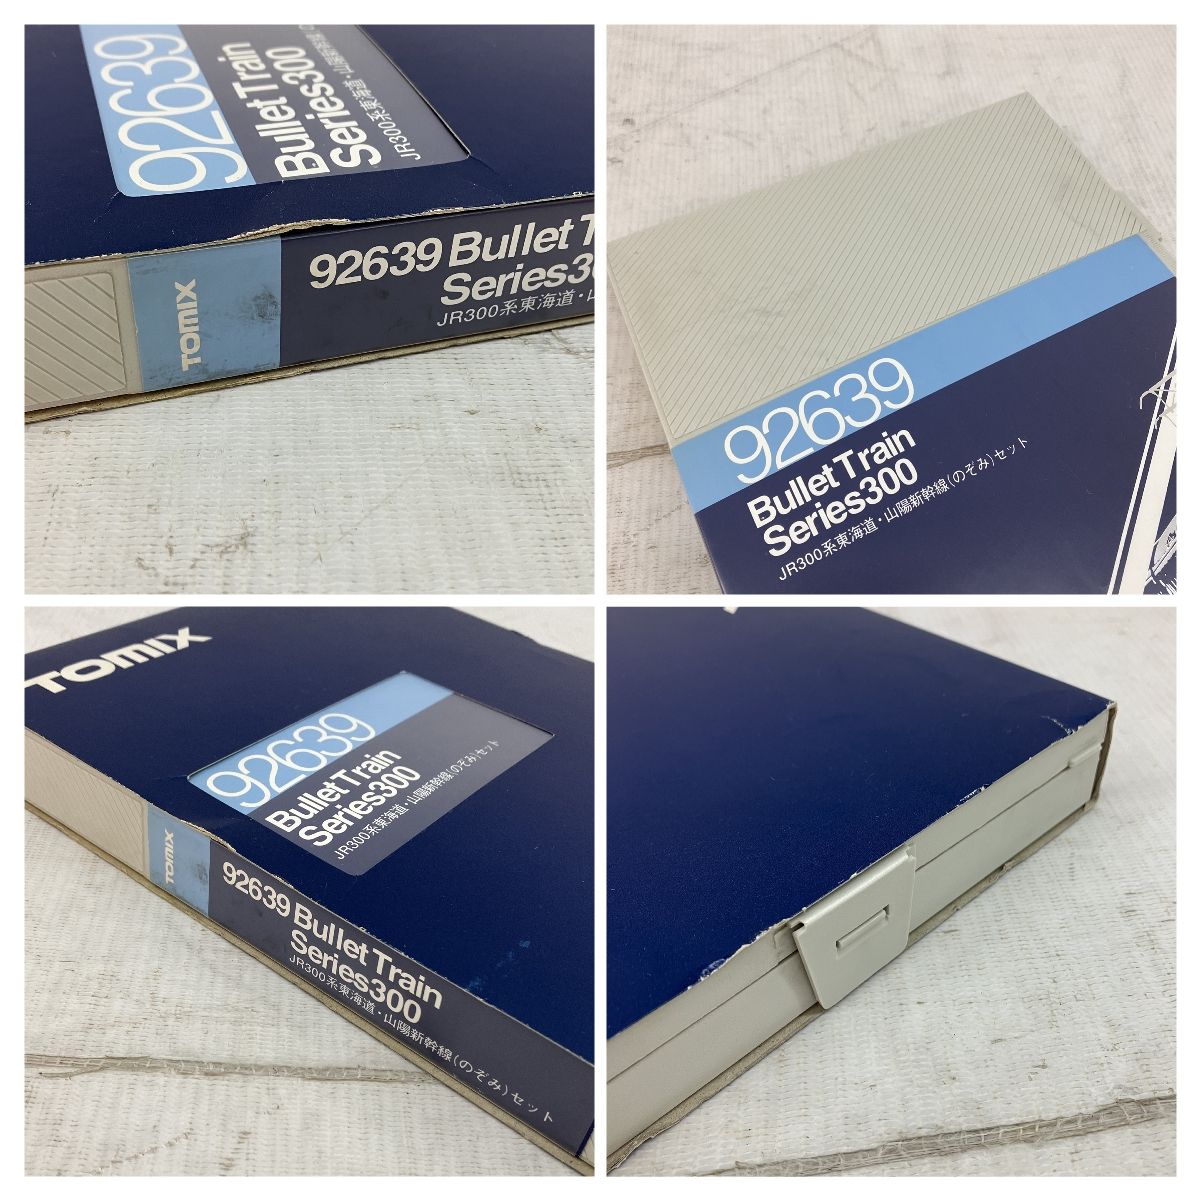 92639
Bullet Train
Series300
JR300系東海道・山陽新幹線(
TOMIX
92639 Bullet T
Series3
JR300系東海道・山
92639
Bullet Train
Series300
JR300系東海道・山陽新幹線(のぞみ)セット
TOMIX
92639
Bullet Train
Series300
JR300系東海道・山陽新幹線(のぞみ)セット
TOMIX
92639 Bullet Train
Series300
JR300系東海道・山陽新幹線(のぞみ)セット